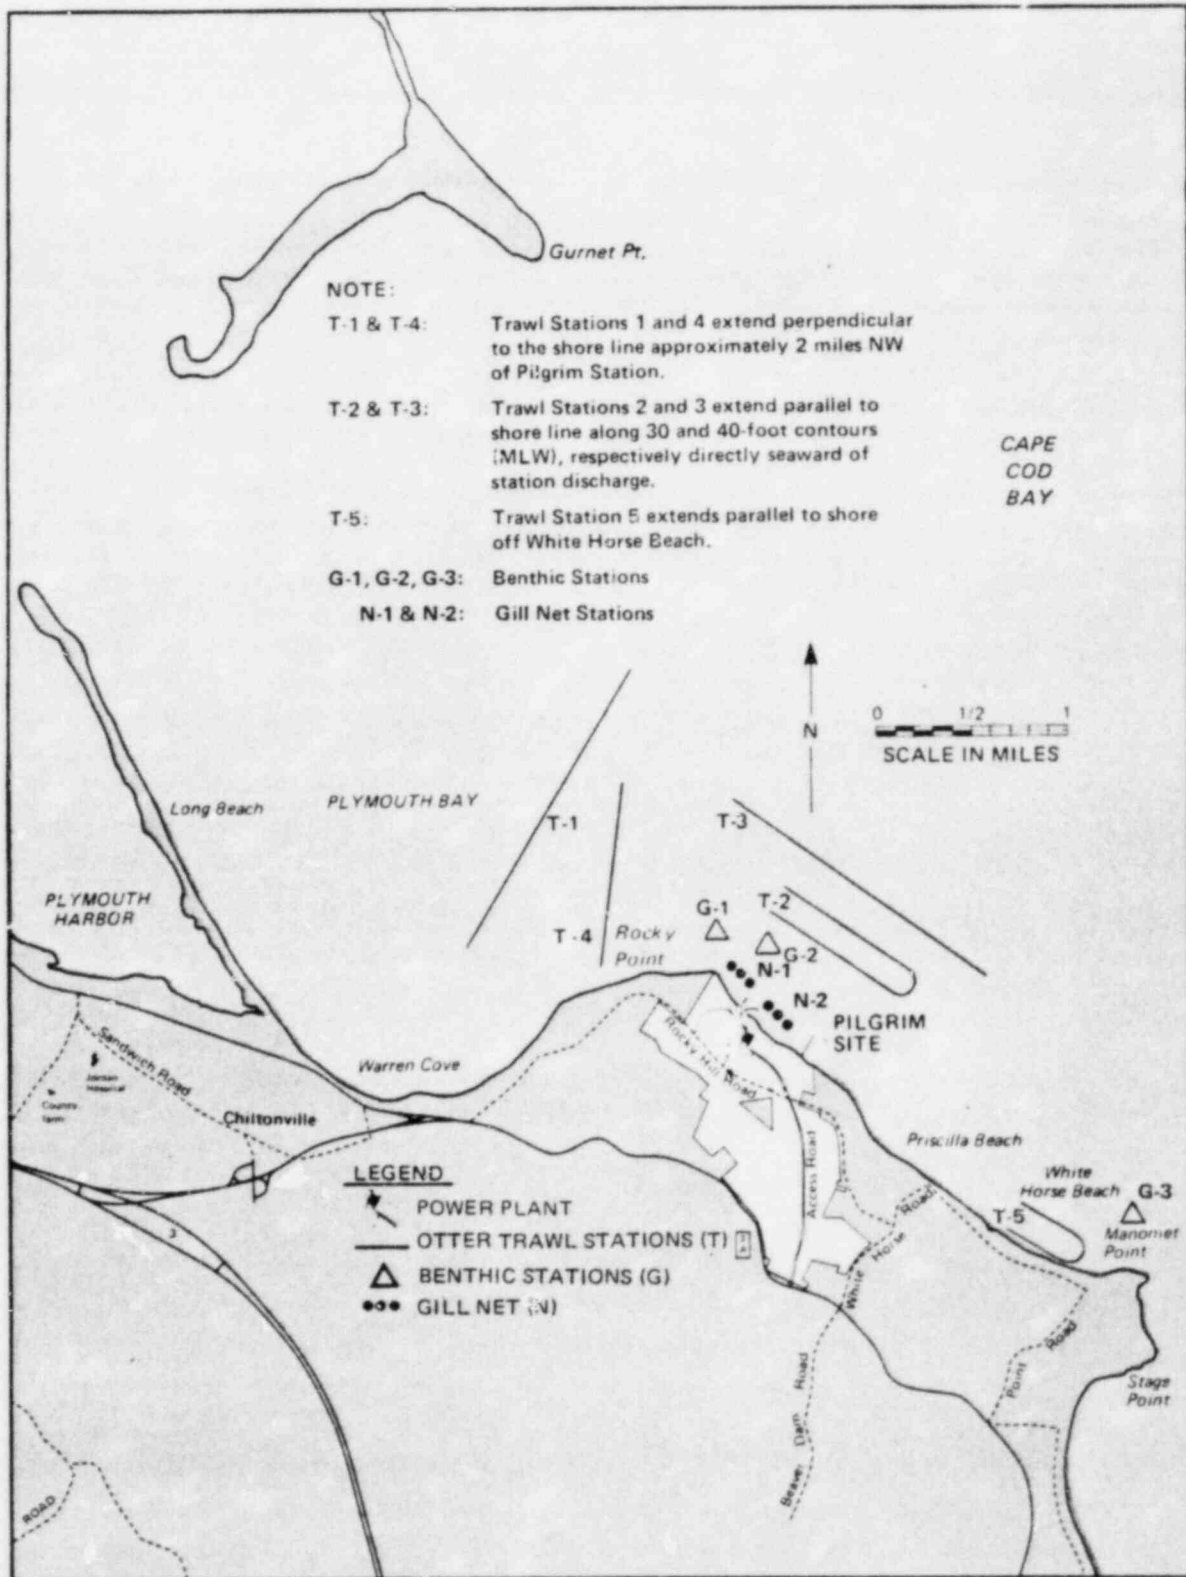 Gurnet Pt.
NOTE:
T-1 & T-4: Trawl Stations 1 and 4 extend perpendicular
to the shore line approximately 2 miles NW
of Pilgrim Station.
T-2 & T-3: Trawl Stations 2 and 3 extend parallel to
shore line along 30 and 40-foot contours
(MLW), respectively directly seaward of
station discharge.
T-5: Trawl Station 5 extends parallel to shore
off White Horse Beach.
G-1, G-2, G-3: Benthic Stations
N-1 & N-2: Gill Net Stations
CAPE
COD
BAY
N
0 1/2 1
SCALE IN MILES
Long Beach
PLYMOUTH BAY
T-1
T-3
PLYMOUTH
HARBOR
T-4
Rocky
Point
G-1
T-2
G-2
N-1
N-2
PILGRIM
SITE
Rocky Hill Road
Warren Cove
Sandwich Road
Jordan
Hospital
County
Chiltonville
Access Road
Priscilla Beach
White
Horse Beach
G-3
T-5
Manomet
Point
White Horse Road
LEGEND
POWER PLANT
OTTER TRAWL STATIONS (T)
BENTHIC STATIONS (G)
GILL NET (N)
Point Road
Stage
Point
Beaver Dam Road
ROAD